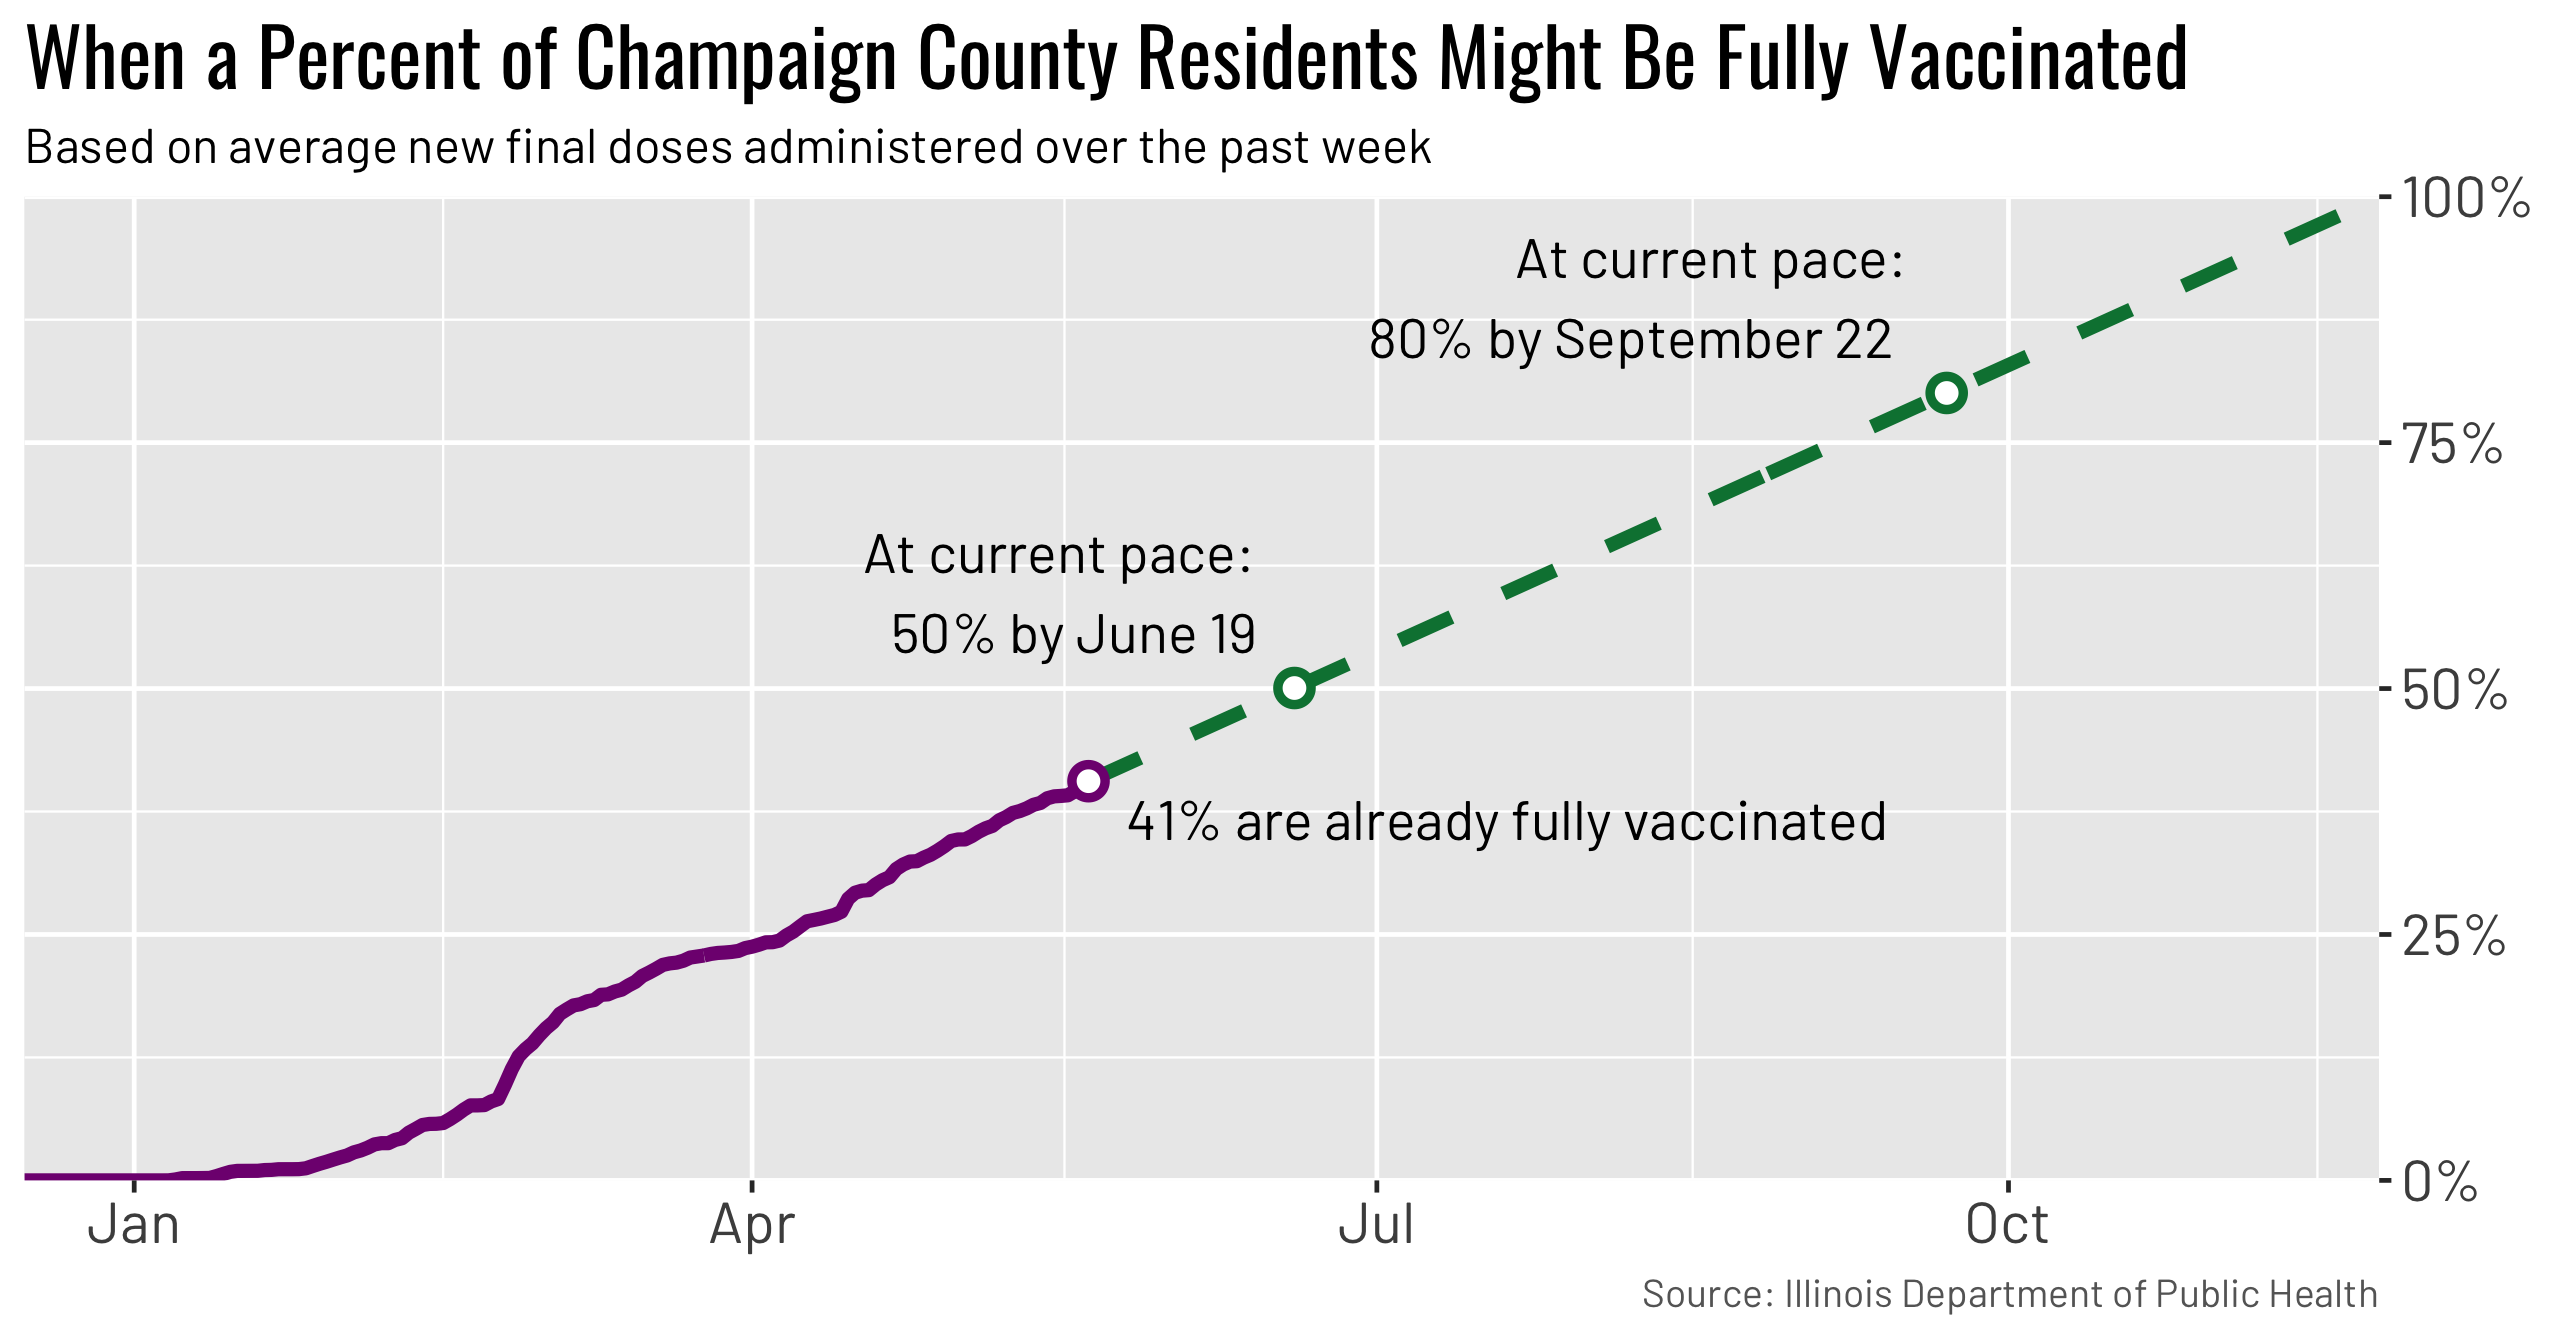 When a Percent of Champaign County Residents Might Be Fully Vaccinated
Based on average new final doses administered over the past week
100%
At current pace:
80% by September 22
75%
At current pace:
50% by June 19
50%
41% are already fully vaccinated
25%
0%
Jan Apr Jul Oct
Source: Illinois Department of Public Health